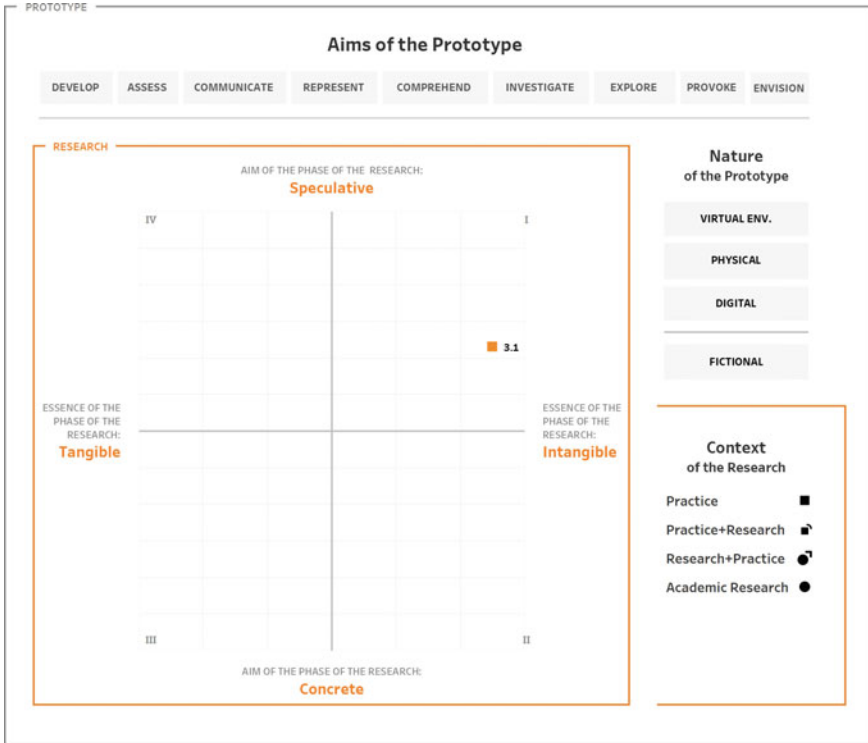 PROTOTYPE
Aims of the Prototype
DEVELOP
ASSESS
COMMUNICATE
REPRESENT
COMPREHEND
INVESTIGATE
EXPLORE
PROVOKE
ENVISION
RESEARCH
AIM OF THE PHASE OF THE RESEARCH:
Speculative
IV
I
3.1
ESSENCE OF THE
PHASE OF THE
RESEARCH:
Tangible
ESSENCE OF THE
PHASE OF THE
RESEARCH:
Intangible
III
II
AIM OF THE PHASE OF THE RESEARCH:
Concrete
Nature
of the Prototype
VIRTUAL ENV.
PHYSICAL
DIGITAL
FICTIONAL
Context
of the Research
Practice
Practice+Research
Research+Practice
Academic Research